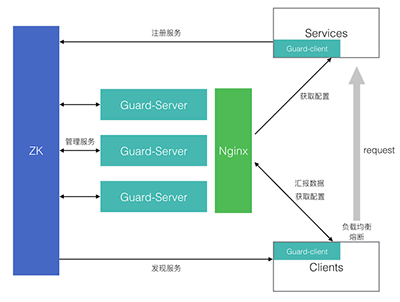 Services
注册服务
Guard-client
Guard-Server
获取配置
管理服务
ZK
Guard-Server
Nginx
request
汇报数据
获取配置
Guard-Server
负载均衡
熔断
Guard-client
发现服务
Clients